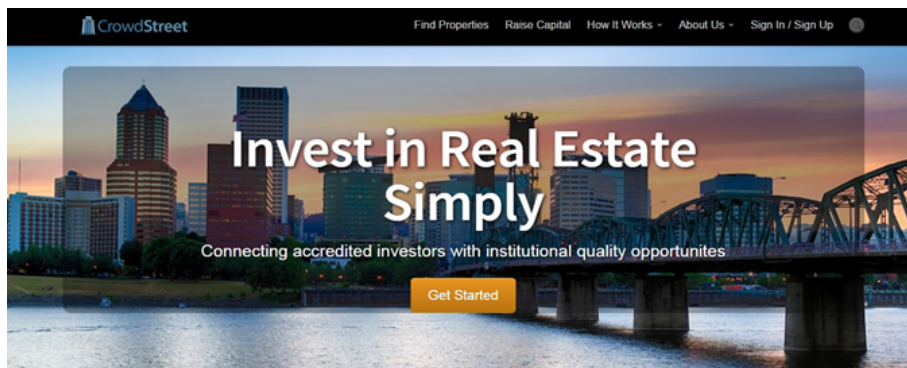 CrowdStreet
Find Properties Raise Capital How It Works About Us Sign In / Sign Up
Invest in Real Estate
Simply
Connecting accredited investors with institutional quality opportunites
Get Started